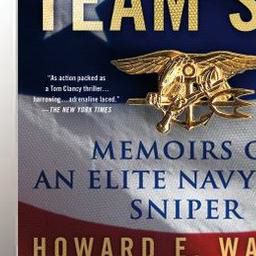 TEAM S
"As action packed as
a Tom Clancy thriller...
harrowing...adrenaline laced."
—THE NEW YORK TIMES
MEMOIRS O
AN ELITE NAVY
SNIPER
HOWARD E. WA